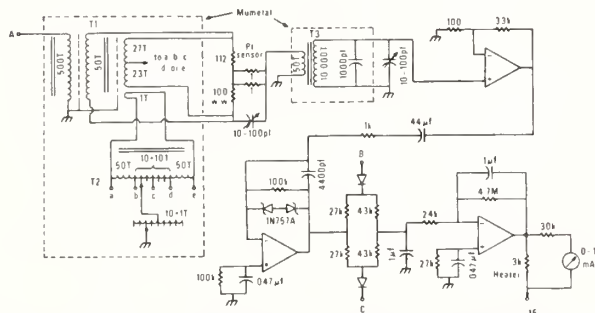 Mumetal
A
T1
500T
50T
27T
23T
to a b c
d or e
1T
112
100
w w
Pt
sensor
10-100pf
50T
10+10T
50T
T2
a
b
c
d
e
10+1T
T3
50T
10 000T
1000pf
10-100pf
100
33k
1k
44µf
4400pf
100k
1N757A
100k
047µf
B
27k
43k
27k
43k
C
1µf
24k
1µf
4.7M
27k
047µf
30k
3k
Heater
0-1
mA